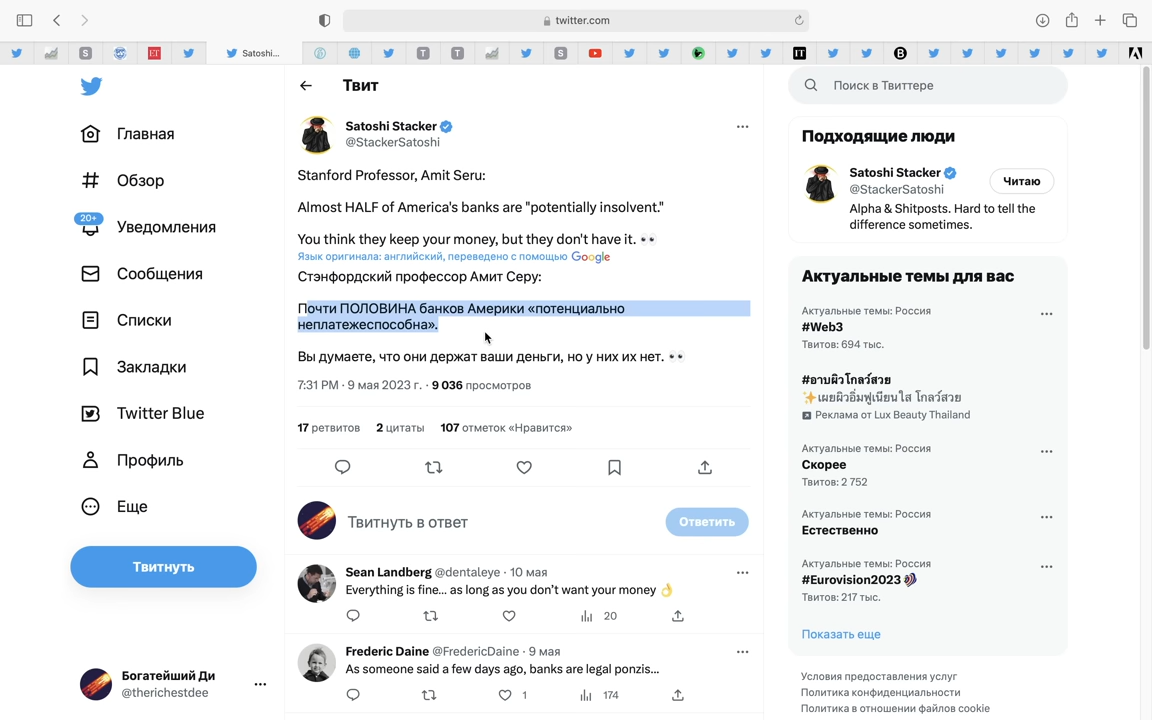 twitter.com
Satoshi...
Главная
Обзор
20+
Уведомления
Сообщения
Списки
Закладки
Twitter Blue
Профиль
Еще
Твитнуть
Богатейший Ди
@therichestdee
Твит
Satoshi Stacker
@StackerSatoshi
Stanford Professor, Amit Seru:
Almost HALF of America's banks are "potentially insolvent."
You think they keep your money, but they don't have it. 👀
Язык оригинала: английский, переведено с помощью Google
Стэнфордский профессор Амит Серу:
Почти ПОЛОВИНА банков Америки «потенциально
неплатежеспособна».
Вы думаете, что они держат ваши деньги, но у них их нет. 👀
7:31 PM · 9 мая 2023 г. · 9 036 просмотров
17 ретвитов 2 цитаты 107 отметок «Нравится»
Твитнуть в ответ
Ответить
Sean Landberg @dentaleye · 10 мая
Everything is fine... as long as you don’t want your money 👌
20
Frederic Daine @FredericDaine · 9 мая
As someone said a few days ago, banks are legal ponzis...
1 174
Поиск в Твиттере
Подходящие люди
Satoshi Stacker
@StackerSatoshi
Читаю
Alpha & Shitposts. Hard to tell the
difference sometimes.
Актуальные темы для вас
Актуальные темы: Россия
#Web3
Твитов: 694 тыс.
#อาบผิวโกลว์สวย
✨เผยผิวอิ่มฟูเนียนใส โกลว์สวย
Реклама от Lux Beauty Thailand
Актуальные темы: Россия
Скорее
Твитов: 2 752
Актуальные темы: Россия
Естественно
Актуальные темы: Россия
#Eurovision2023
Твитов: 217 тыс.
Показать еще
Условия предоставления услуг
Политика конфиденциальности
Политика в отношении файлов cookie